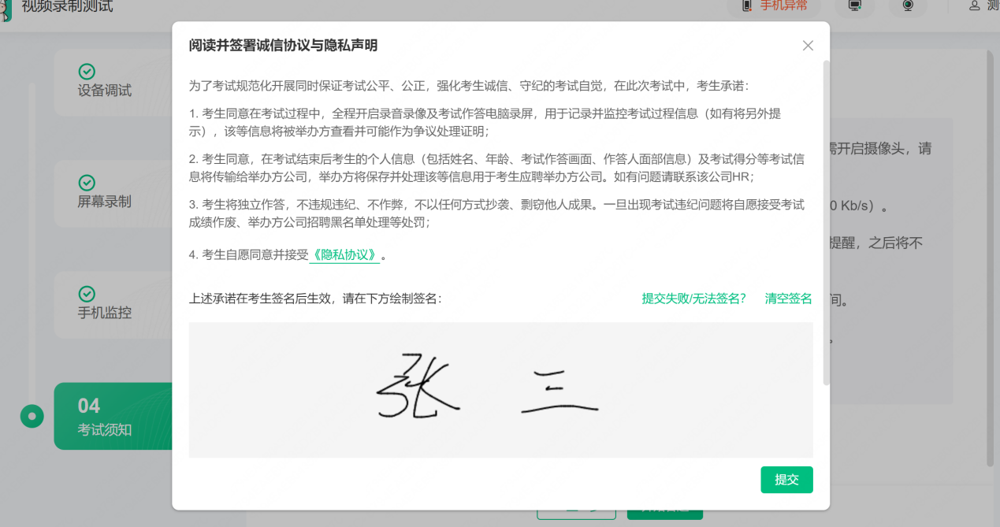 视频录制测试
手机异常
测
设备调试
屏幕录制
手机监控
04
考试须知
阅读并签署诚信协议与隐私声明
为了考试规范化开展同时保证考试公平、公正，强化考生诚信、守纪的考试自觉，在此次考试中，考生承诺：
1. 考生同意在考试过程中，全程开启录音录像及考试作答电脑录屏，用于记录并监控考试过程信息（如有将另外提
示），该等信息将被举办方查看并可能作为争议处理证明；
2. 考生同意，在考试结束后考生的个人信息（包括姓名、年龄、考试作答画面、作答人面部信息）及考试得分等考试信
息将传输给举办方公司，举办方将保存并处理该等信息用于考生应聘举办方公司。如有问题请联系该公司HR；
3. 考生将独立作答，不违规违纪、不作弊，不以任何方式抄袭、剽窃他人成果。一旦出现考试违纪问题将自愿接受考试
成绩作废、举办方公司招聘黑名单处理等处罚；
4. 考生自愿同意并接受《隐私协议》。
上述承诺在考生签名后生效，请在下方绘制签名：
提交失败/无法签名？
清空签名
张 三
提交
需开启摄像头，请
0 Kb/s）。
提醒，之后将不
间。